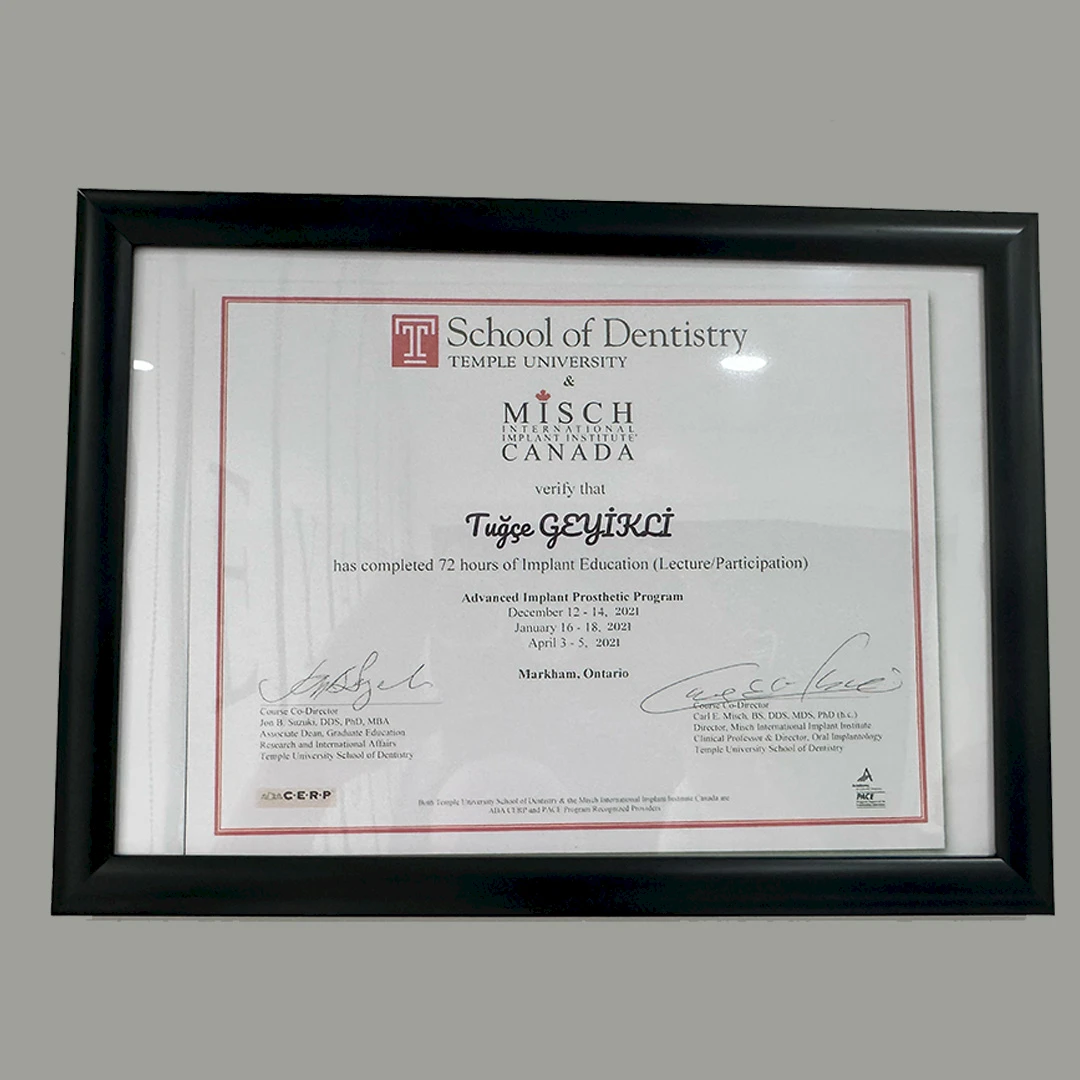 T
School of Dentistry
TEMPLE UNIVERSITY
&
MISCH
INTERNATIONAL
IMPLANT INSTITUTE®
CANADA
verify that
Tuğçe GEYİKLİ
has completed 72 hours of Implant Education (Lecture/Participation)
Advanced Implant Prosthetic Program
December 12 - 14, 2021
January 16 - 18, 2021
April 3 - 5, 2021
Markham, Ontario
Course Co-Director
Jon B. Suzuki, DDS, PhD, MBA
Associate Dean, Graduate Education
Research and International Affairs
Temple University School of Dentistry
Course Co-Director
Carl E. Misch, BS, DDS, MDS, PhD (h.c.)
Director, Misch International Implant Institute
Clinical Professor & Director, Oral Implantology
Temple University School of Dentistry
ADA C·E·R·P
Both Temple University School of Dentistry & the Misch International Implant Institute Canada are
ADA CERP and PACE Program Recognized Providers
PACE